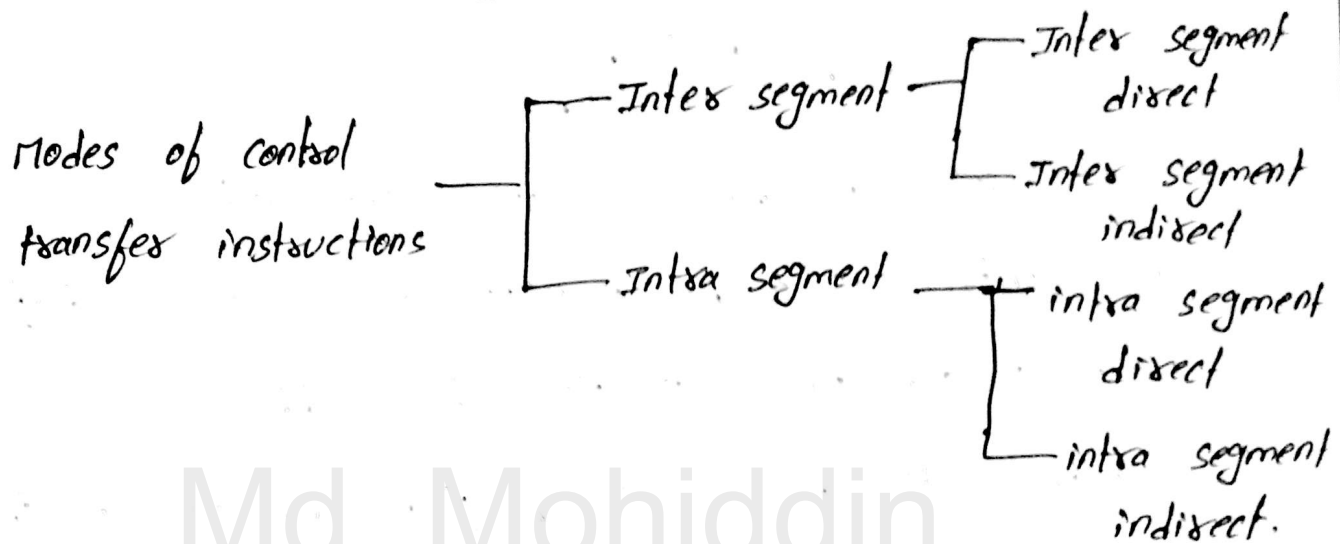 Modes of control
transfer instructions
Inter segment
Inter segment
direct
Inter segment
indirect
Intra segment
intra segment
direct
intra segment
indirect.
Md Mohiddin